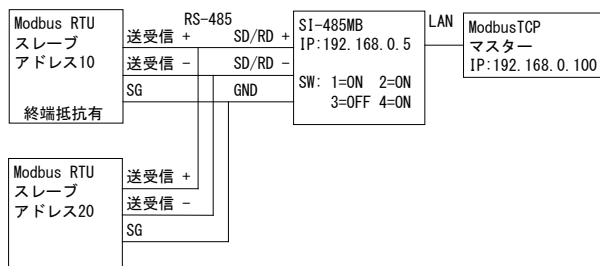 Modbus RTU
スレーブ
アドレス10
終端抵抗有
RS-485
送受信 + SD/RD +
送受信 - SD/RD -
SG GND
SI-485MB
IP:192.168.0.5
SW: 1=ON 2=ON
3=OFF 4=ON
LAN
ModbusTCP
マスター
IP:192.168.0.100
Modbus RTU
スレーブ
アドレス20
送受信 +
送受信 -
SG